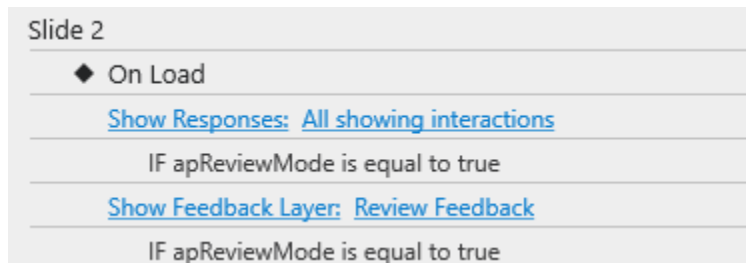 Slide 2
On Load
Show Responses: All showing interactions
IF apReviewMode is equal to true
Show Feedback Layer: Review Feedback
IF apReviewMode is equal to true